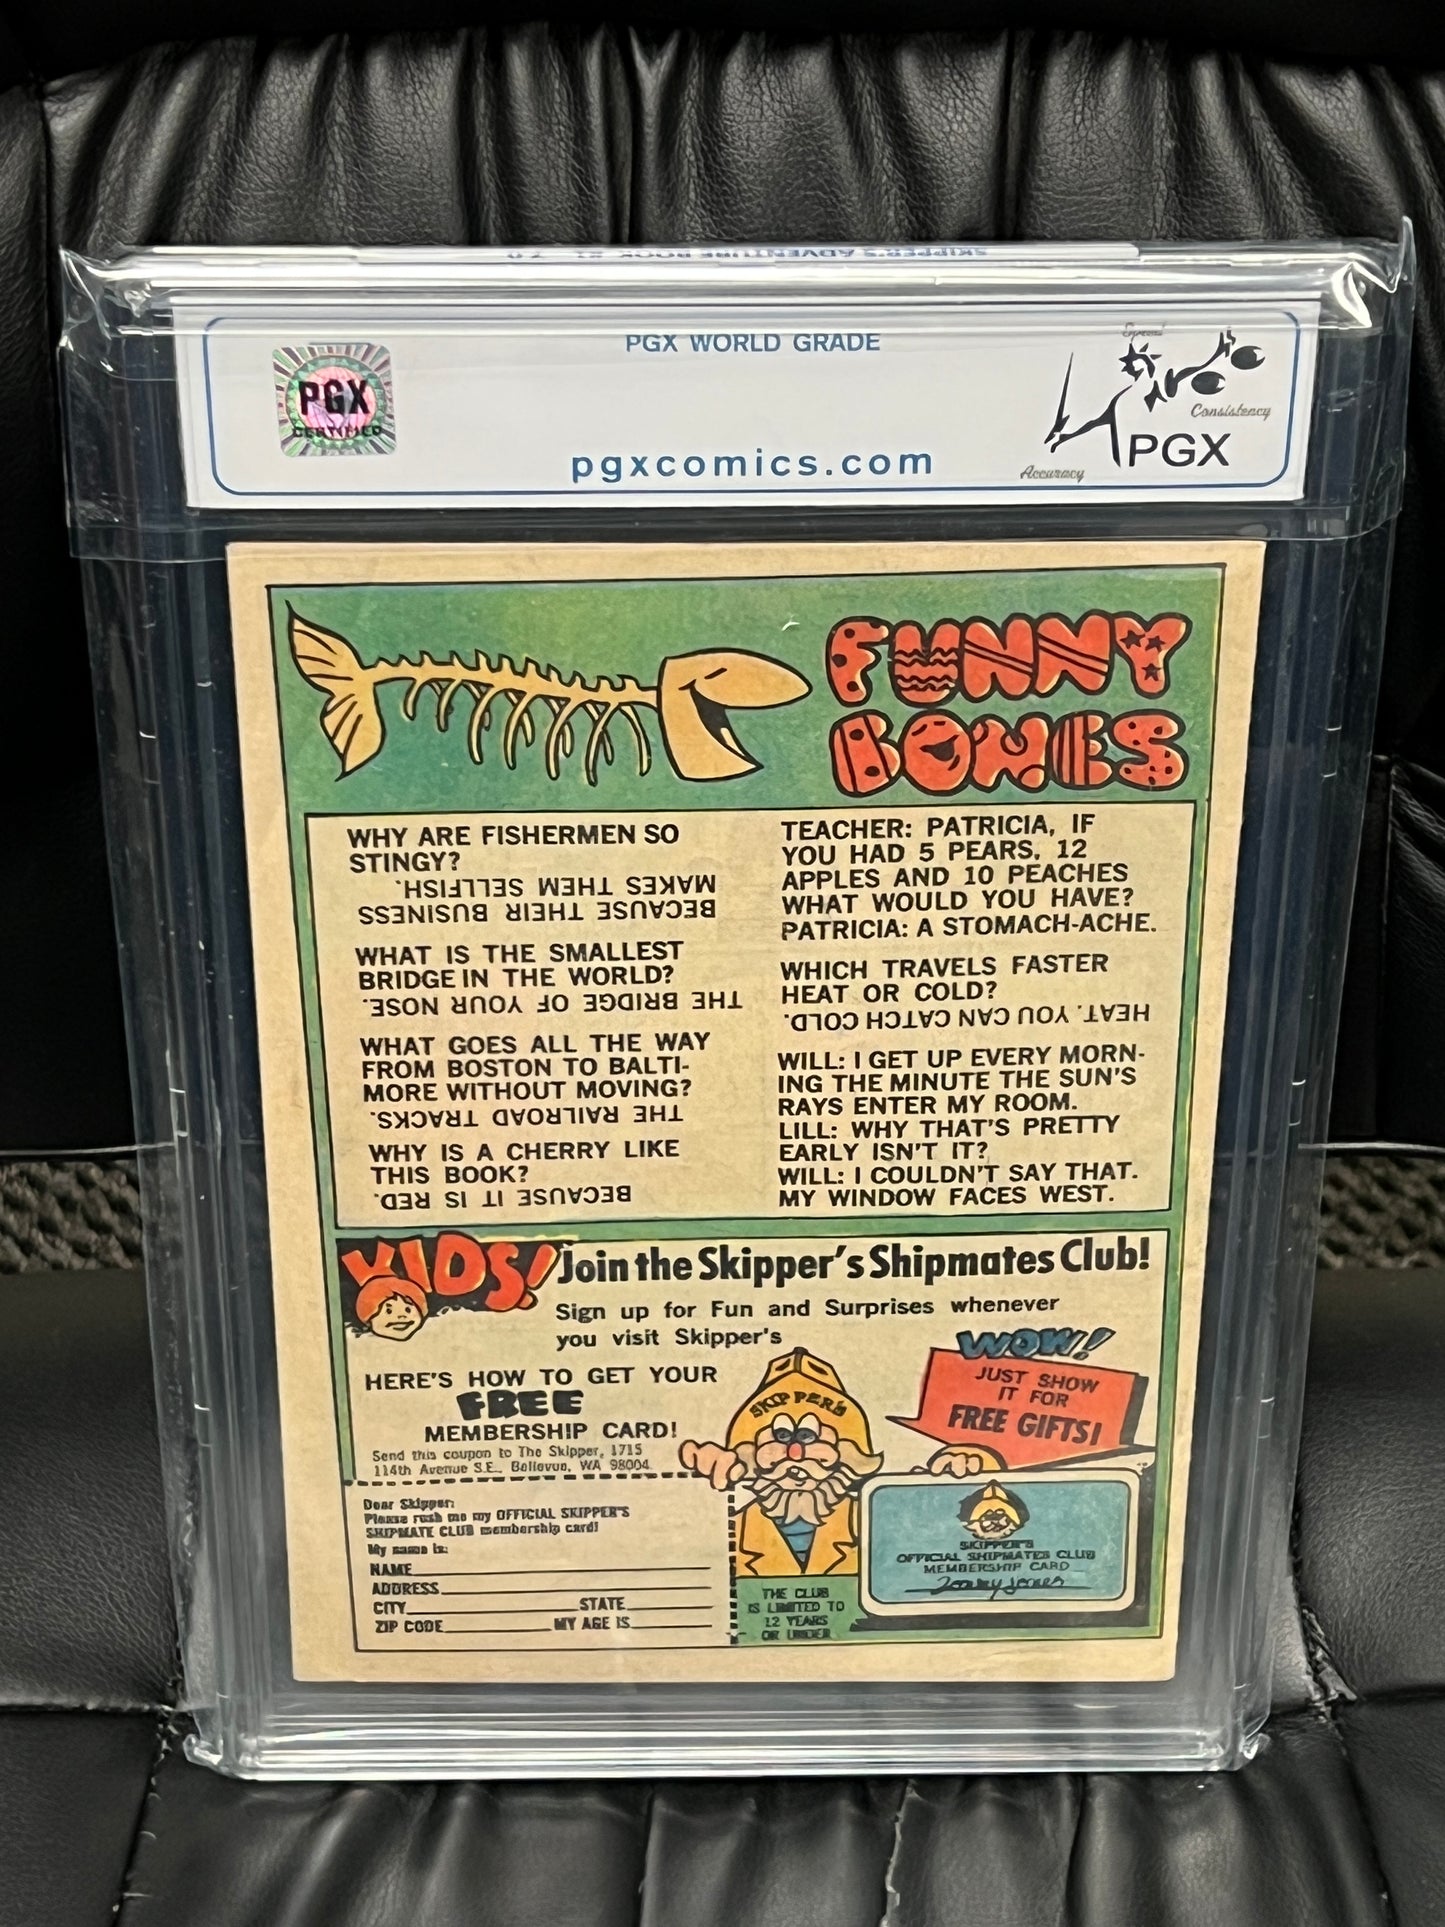 SKIPPER'S ADVENTURE BOOK #1 7.0
PGX WORLD GRADE
PGX
CERTIFIED
pgxcomics.com
Speed
Consistency
Accuracy
PGX
FUNNY
BONES
WHY ARE FISHERMEN SO
STINGY?
BECAUSE THEIR BUSINESS
MAKES THEM SELLFISH.
WHAT IS THE SMALLEST
BRIDGE IN THE WORLD?
THE BRIDGE OF YOUR NOSE.
WHAT GOES ALL THE WAY
FROM BOSTON TO BALTI-
MORE WITHOUT MOVING?
THE RAILROAD TRACKS.
WHY IS A CHERRY LIKE
THIS BOOK?
BECAUSE IT IS RED.
TEACHER: PATRICIA, IF
YOU HAD 5 PEARS, 12
APPLES AND 10 PEACHES
WHAT WOULD YOU HAVE?
PATRICIA: A STOMACH-ACHE.
WHICH TRAVELS FASTER
HEAT OR COLD?
HEAT. YOU CAN CATCH COLD.
WILL: I GET UP EVERY MORN-
ING THE MINUTE THE SUN'S
RAYS ENTER MY ROOM.
LILL: WHY THAT'S PRETTY
EARLY ISN'T IT?
WILL: I COULDN'T SAY THAT.
MY WINDOW FACES WEST.
KIDS!
Join the Skipper's Shipmates Club!
Sign up for Fun and Surprises whenever
you visit Skipper's
HERE'S HOW TO GET YOUR
FREE
MEMBERSHIP CARD!
Send this coupon to The Skipper, 1715
114th Avenue S.E., Bellevue, WA 98004
Dear Skipper:
Please rush me my OFFICIAL SKIPPER'S
SHIPMATE CLUB membership card!
My name is:
NAME
ADDRESS
CITY STATE
ZIP CODE MY AGE IS
SKIPPER'S
THE CLUB
IS LIMITED TO
12 YEARS
OR UNDER
WOW!
JUST SHOW
IT FOR
FREE GIFTS!
SKIPPER'S
OFFICIAL SHIPMATES CLUB
MEMBERSHIP CARD
Tommy Jones